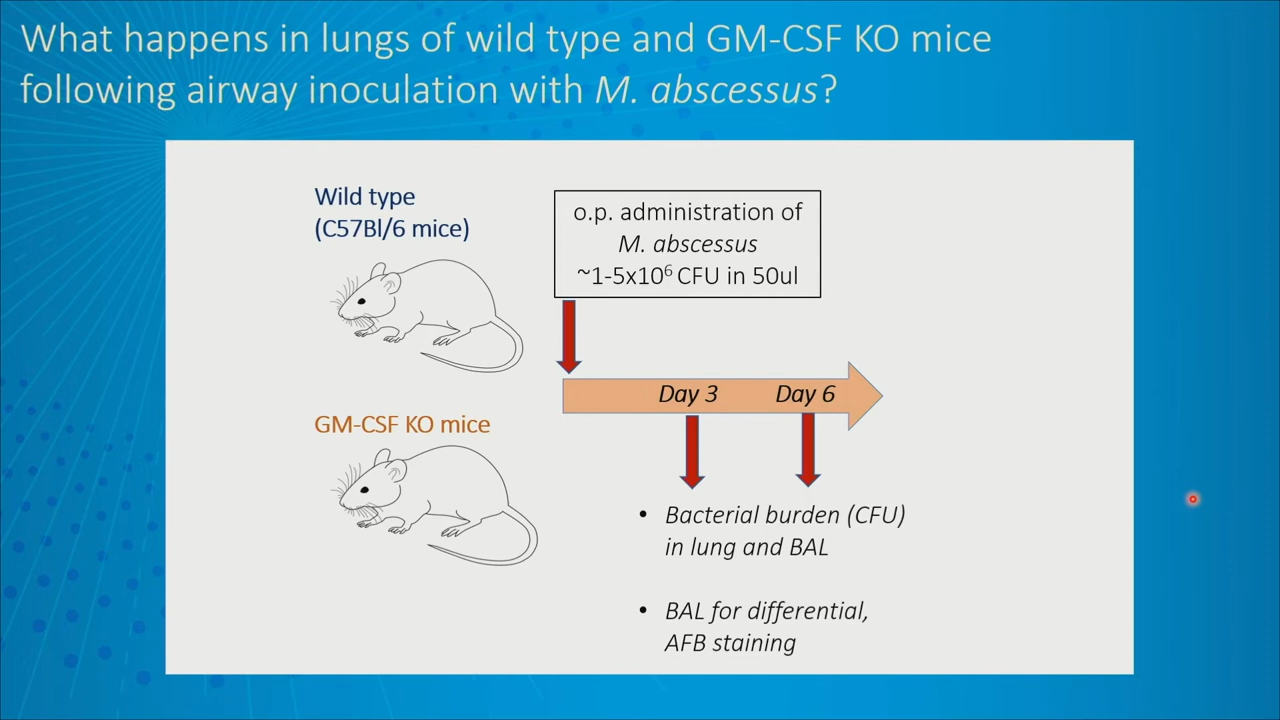 What happens in lungs of wild type and GM-CSF KO mice
following airway inoculation with M. abscessus?
Wild type
(C57Bl/6 mice)
o.p. administration of
M. abscessus
~1-5x10⁶ CFU in 50ul
Day 3
Day 6
GM-CSF KO mice
• Bacterial burden (CFU)
in lung and BAL
• BAL for differential,
AFB staining